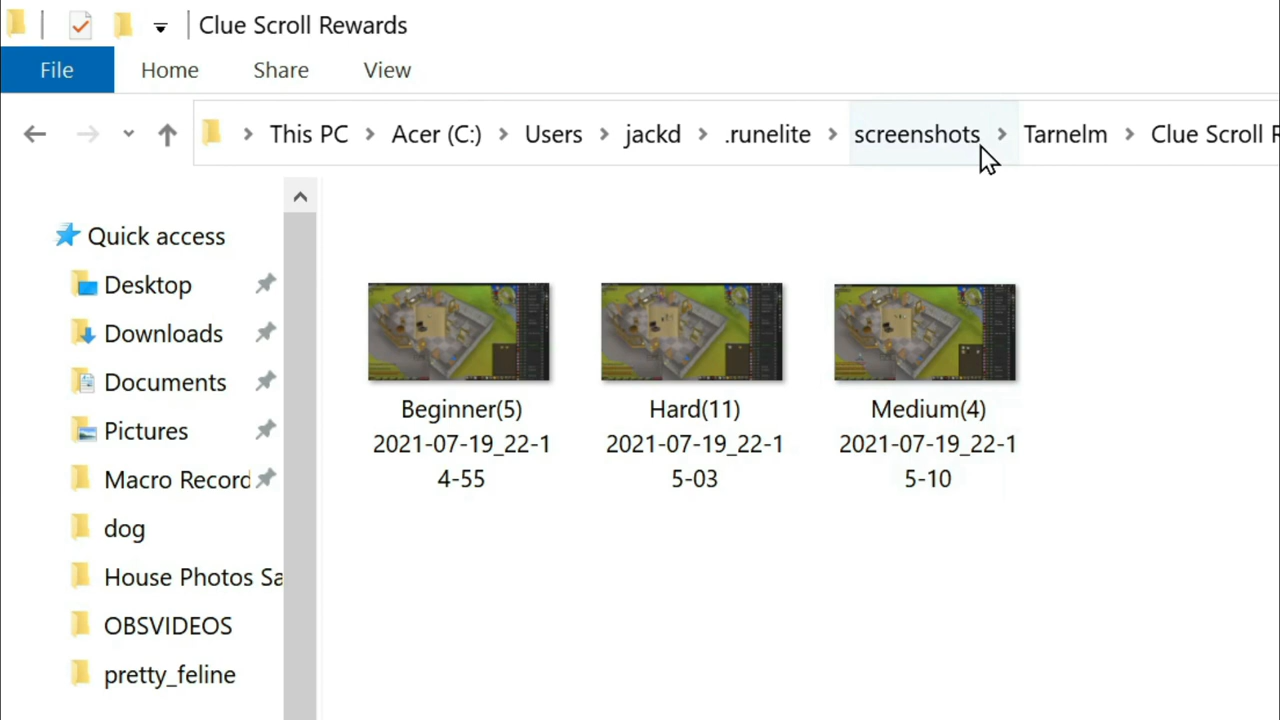 Clue Scroll Rewards
File Home Share View
This PC > Acer (C:) > Users > jackd > .runelite > screenshots > Tarnelm > Clue Scroll R
Quick access
Desktop
Downloads
Documents
Pictures
Macro Record
dog
House Photos Sa
OBSVIDEOS
pretty_feline
Beginner(5)
2021-07-19_22-1
4-55
Hard(11)
2021-07-19_22-1
5-03
Medium(4)
2021-07-19_22-1
5-10